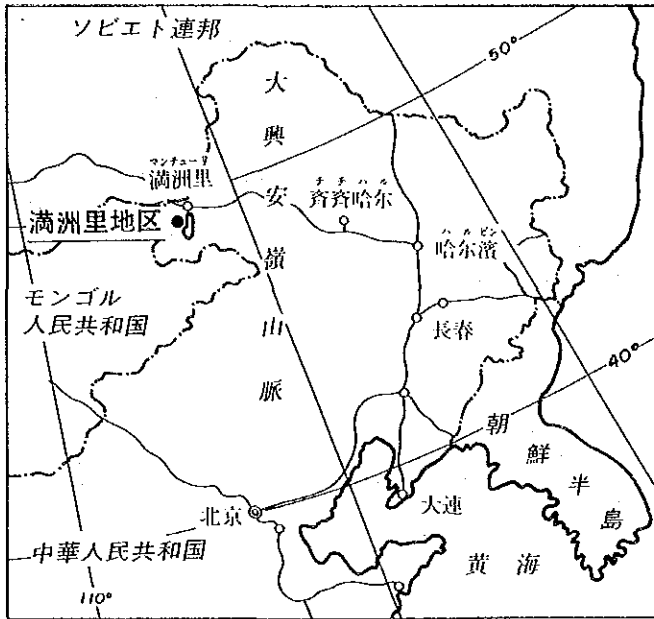 ソビエト連邦
50°
大興安嶺山脈
マンチューリ
満洲里
チチハル
斉斉哈尔
満洲里地区
ハルビン
哈尔濱
モンゴル
人民共和国
長春
40°
朝鮮半島
北京
大連
中華人民共和国
黄海
110°